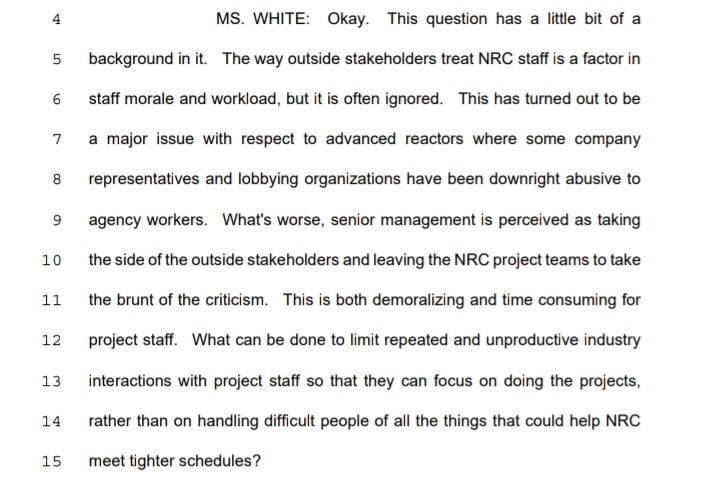 4 MS. WHITE: Okay. This question has a little bit of a
5 background in it. The way outside stakeholders treat NRC staff is a factor in
6 staff morale and workload, but it is often ignored. This has turned out to be
7 a major issue with respect to advanced reactors where some company
8 representatives and lobbying organizations have been downright abusive to
9 agency workers. What's worse, senior management is perceived as taking
10 the side of the outside stakeholders and leaving the NRC project teams to take
11 the brunt of the criticism. This is both demoralizing and time consuming for
12 project staff. What can be done to limit repeated and unproductive industry
13 interactions with project staff so that they can focus on doing the projects,
14 rather than on handling difficult people of all the things that could help NRC
15 meet tighter schedules?